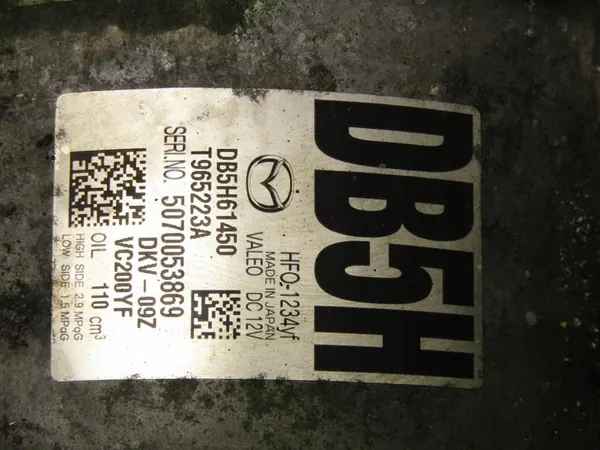 DB5H
HFO-1234yf
MADE IN JAPAN
VALEO DC 12V
DB5H61450
T965223A
SERI.NO. 5070053869
DKV-09Z
VC200YF
OIL 110 cm³
HIGH SIDE 2.9 MPaG
LOW SIDE 1.5 MPaG